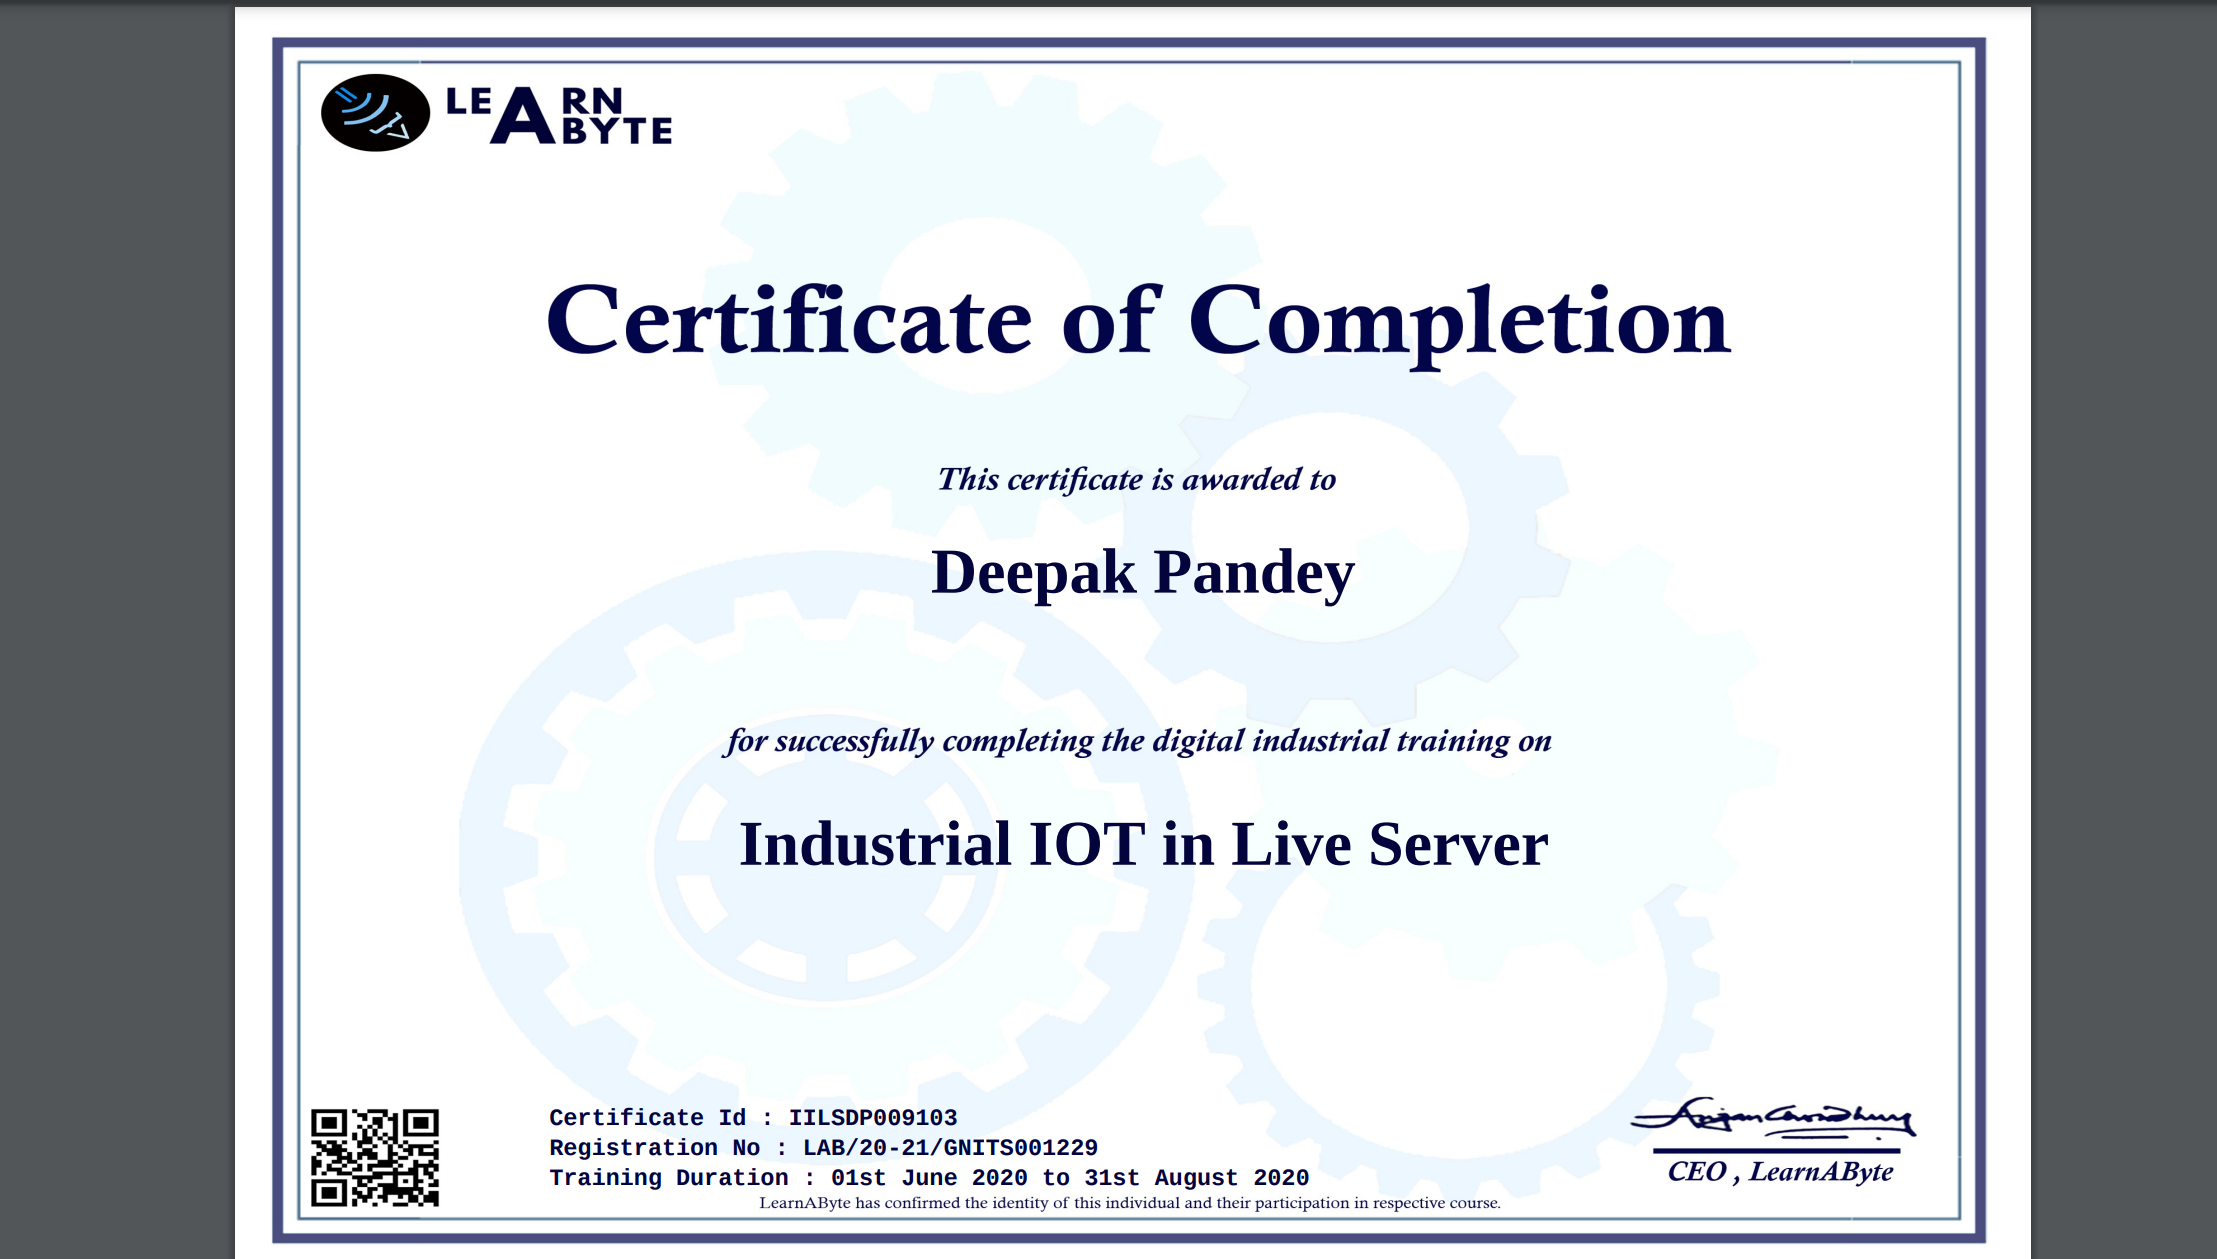 LEARN
BYTE
Certificate of Completion
This certificate is awarded to
Deepak Pandey
for successfully completing the digital industrial training on
Industrial IOT in Live Server
Certificate Id : IILSDP009103
Registration No : LAB/20-21/GNITS001229
Training Duration : 01st June 2020 to 31st August 2020
CEO , LearnAByte
LearnAByte has confirmed the identity of this individual and their participation in respective course.